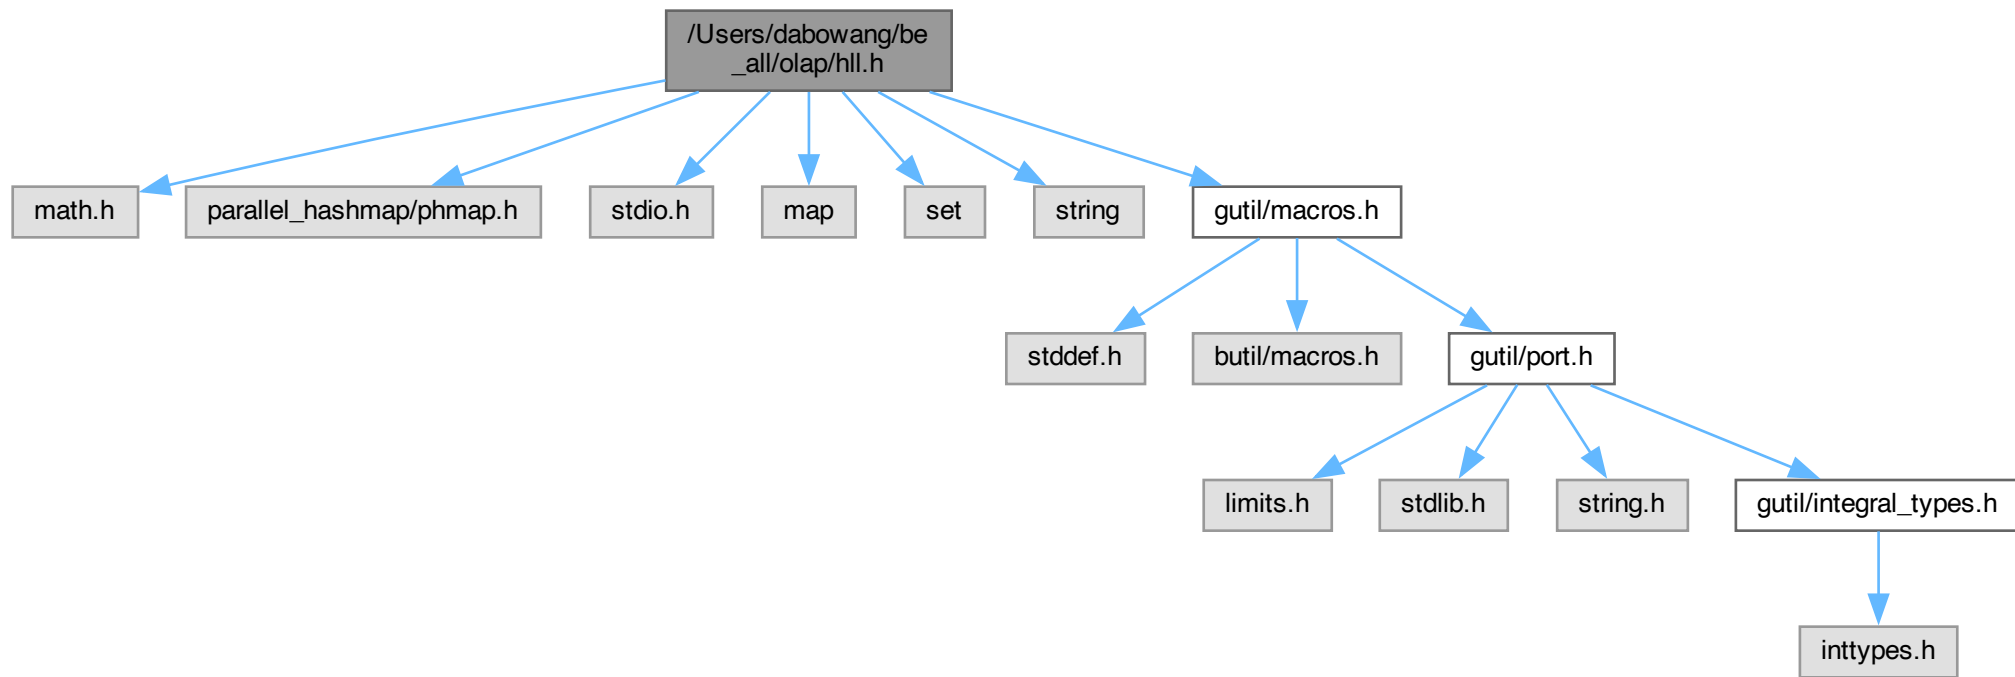 /Users/dabowang/be
_all/olap/hll.h
math.h
parallel_hashmap/phmap.h
stdio.h
map
set
string
gutil/macros.h
stddef.h
butil/macros.h
gutil/port.h
limits.h
stdlib.h
string.h
gutil/integral_types.h
inttypes.h